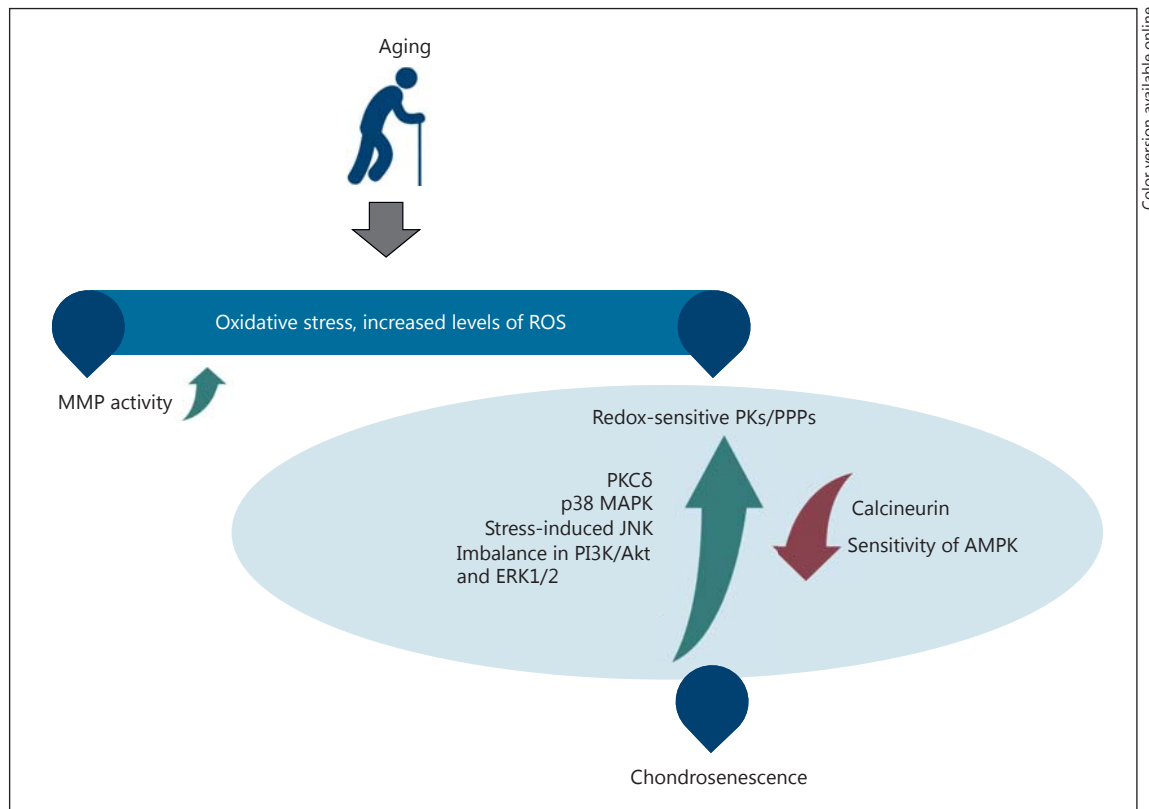 Color version available online
Aging
Oxidative stress, increased levels of ROS
MMP activity
Redox-sensitive PKs/PPPs
PKCδ
p38 MAPK
Stress-induced JNK
Imbalance in PI3K/Akt
and ERK1/2
Calcineurin
Sensitivity of AMPK
Chondrosenescence